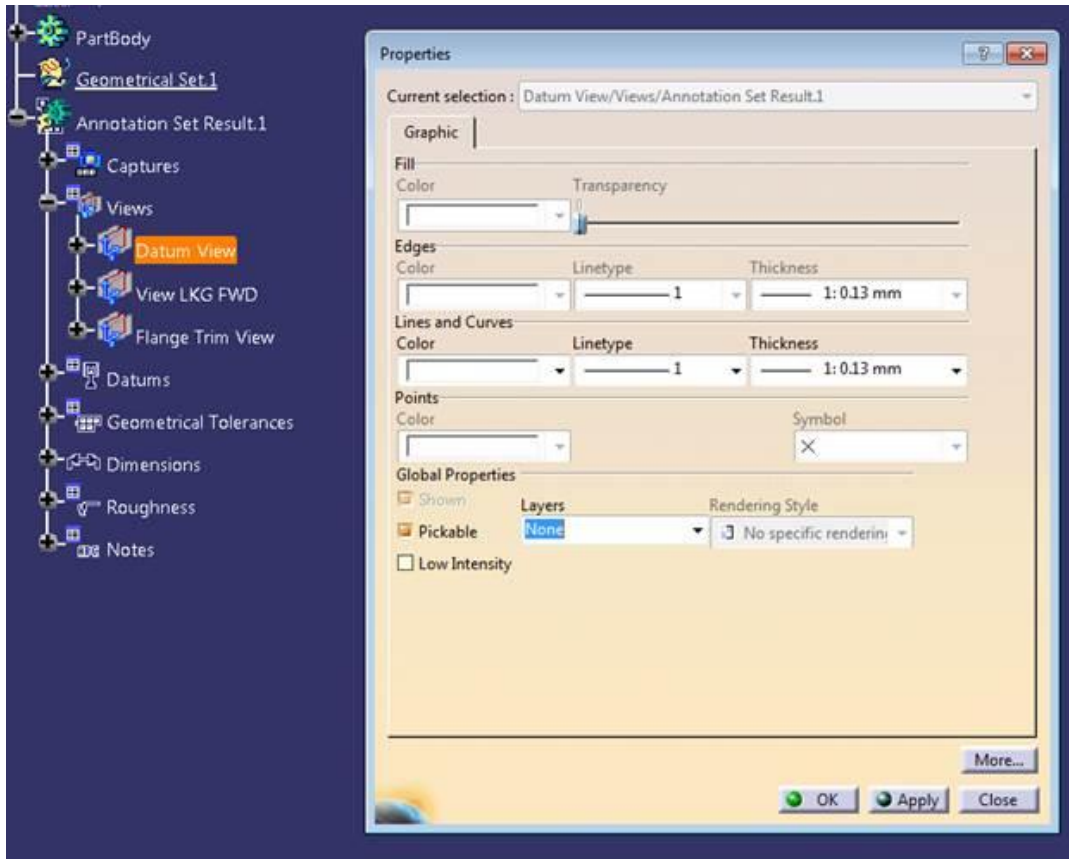 PartBody
Geometrical Set.1
Annotation Set Result.1
Captures
Views
Datum View
View LKG FWD
Flange Trim View
Datums
Geometrical Tolerances
Dimensions
Roughness
Notes
Properties
Current selection : Datum View/Views/Annotation Set Result.1
Graphic
Fill
Color Transparency
Edges
Color Linetype Thickness
1 1: 0.13 mm
Lines and Curves
Color Linetype Thickness
1 1: 0.13 mm
Points
Color Symbol
Global Properties
Shown Layers Rendering Style
Pickable None No specific renderin
Low Intensity
More...
OK Apply Close